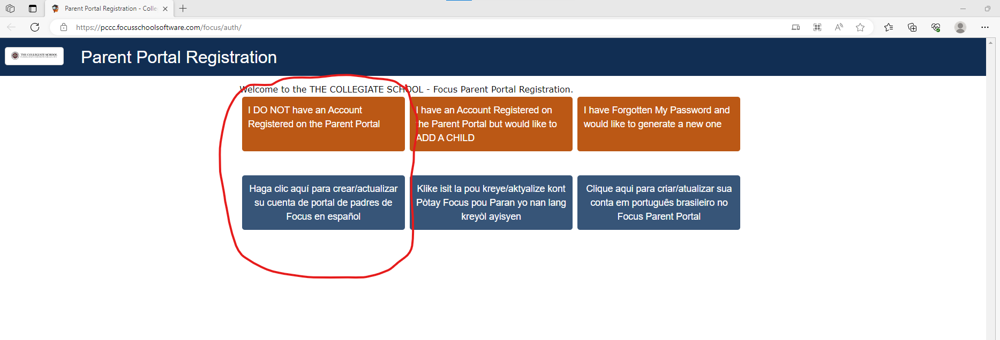 Parent Portal Registration - Colle
https://pccc.focusschoolsoftware.com/focus/auth/
THE COLLEGIATE SCHOOL
Parent Portal Registration
Welcome to the THE COLLEGIATE SCHOOL - Focus Parent Portal Registration.
I DO NOT have an Account
Registered on the Parent Portal
I have an Account Registered on
the Parent Portal but would like to
ADD A CHILD
I have Forgotten My Password and
would like to generate a new one
Haga clic aquí para crear/actualizar
su cuenta de portal de padres de
Focus en español
Klike isit la pou kreye/aktyalize kont
Pòtay Focus pou Paran yo nan lang
kreyòl ayisyen
Clique aqui para criar/atualizar sua
conta em português brasileiro no
Focus Parent Portal